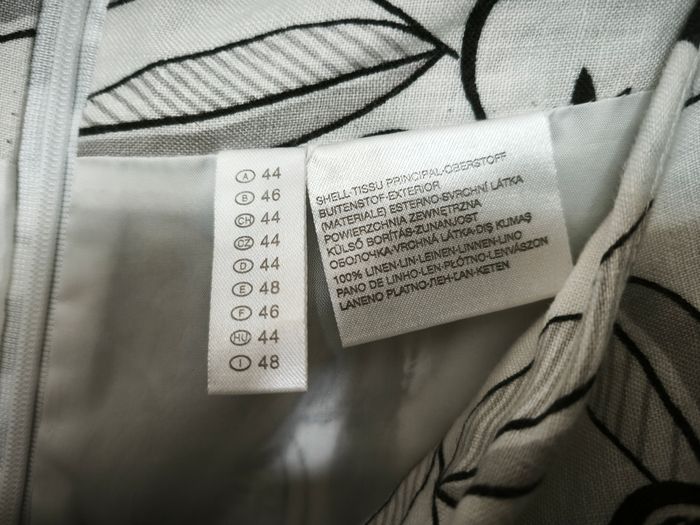 A 44
B 46
CH 44
CZ 44
D 44
E 48
F 46
HU 44
I 48
SHELL-TISSU PRINCIPAL-OBERSTOFF
BUITENSTOF-EXTERIOR
(MATERIALE) ESTERNO-SVRCHNÍ LÁTKA
POWIERZCHNIA ZEWNĘTRZNA
KÜLSŐ BORÍTÁS-ZUNANJOST
ОБОЛОЧКА-VRCHNÁ LÁTKA-DIŞ KUMAŞ
100% LINEN-LIN-LEINEN-LINNEN-LINO
PANO DE LINHO-LEN-PŁÓTNO-LENVÁSZON
LANENO PLATNO-ЛЕН-ĽAN-KETEN